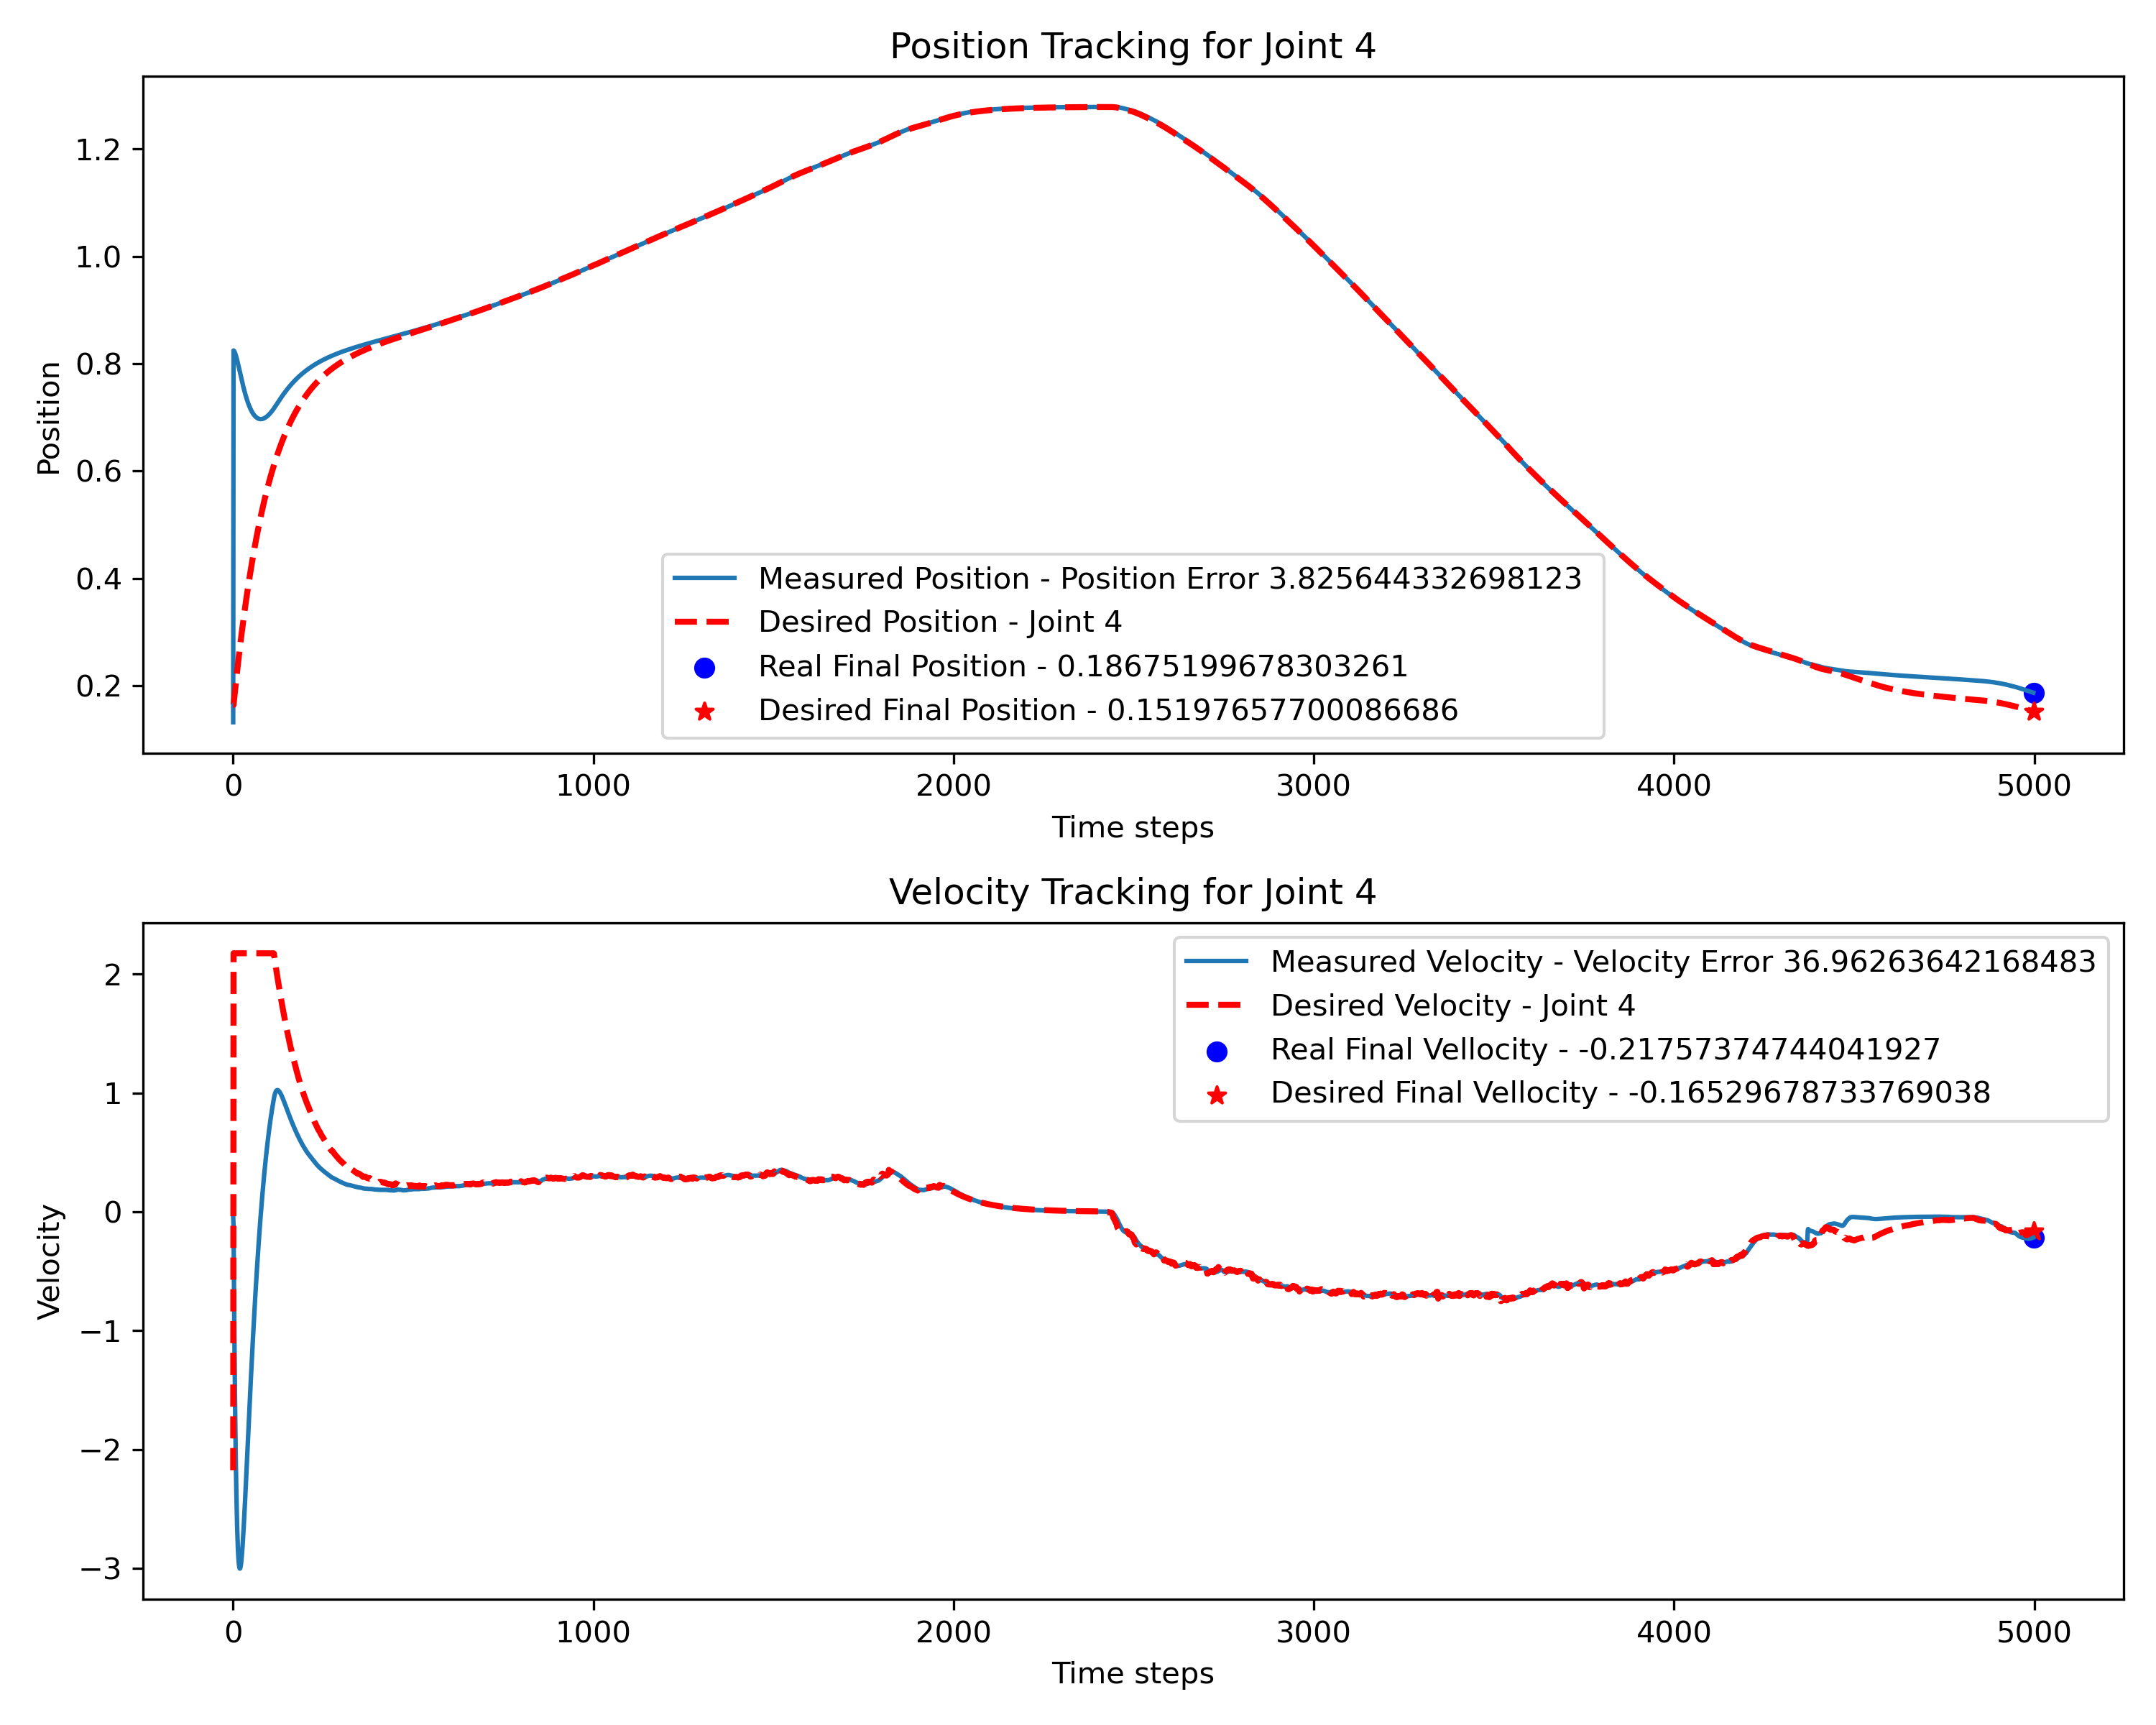 Position Tracking for Joint 4
Position
1.2
1.0
0.8
0.6
0.4
0.2
Measured Position - Position Error 3.825644332698123
Desired Position - Joint 4
Real Final Position - 0.18675199678303261
Desired Final Position - 0.15197657700086686
0 1000 2000 3000 4000 5000
Time steps
Velocity Tracking for Joint 4
Velocity
2
1
0
−1
−2
−3
Measured Velocity - Velocity Error 36.96263642168483
Desired Velocity - Joint 4
Real Final Vellocity - -0.21757374744041927
Desired Final Vellocity - -0.16529678733769038
0 1000 2000 3000 4000 5000
Time steps